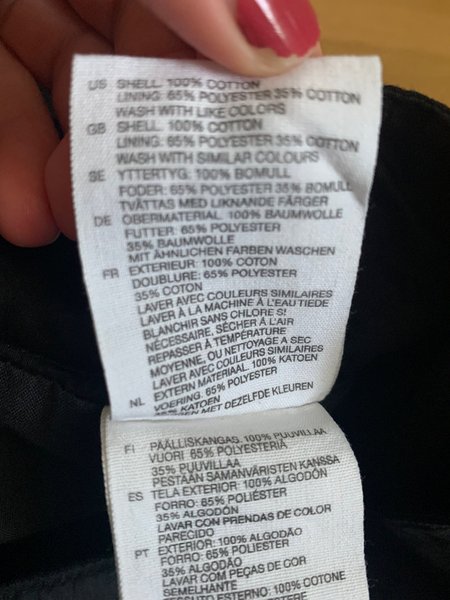 US SHELL: 100% COTTON
LINING: 65% POLYESTER 35% COTTON
WASH WITH LIKE COLORS
GB SHELL: 100% COTTON
LINING: 65% POLYESTER 35% COTTON
WASH WITH SIMILAR COLOURS
SE YTTERTYG: 100% BOMULL
FODER: 65% POLYESTER 35% BOMULL
TVÄTTAS MED LIKNANDE FÄRGER
DE OBERMATERIAL: 100% BAUMWOLLE
FUTTER: 65% POLYESTER
35% BAUMWOLLE
MIT ÄHNLICHEN FARBEN WASCHEN
FR EXTERIEUR: 100% COTON
DOUBLURE: 65% POLYESTER
35% COTON
LAVER AVEC COULEURS SIMILAIRES
LAVER À LA MACHINE À L'EAU TIEDE
BLANCHIR SANS CHLORE SI
NÉCESSAIRE, SÉCHER À L'AIR
REPASSER À TEMPÉRATURE
MOYENNE, OU NETTOYAGE A SEC
LAVER AVEC COULEURS SIMILAIRES
NL EXTERN MATERIAAL: 100% KATOEN
VOERING: 65% POLYESTER
35% KATOEN
MET DEZELFDE KLEUREN
FI PÄÄLLISKANGAS: 100% PUUVILLAA
VUORI: 65% POLYESTERIÄ
35% PUUVILLAA
PESTÄÄN SAMANVÄRISTEN KANSSA
ES TELA EXTERIOR: 100% ALGODÓN
FORRO: 65% POLIÉSTER
35% ALGODÓN
LAVAR CON PRENDAS DE COLOR
PARECIDO
PT EXTERIOR: 100% ALGODÃO
FORRO: 65% POLIESTER
35% ALGODÃO
LAVAR COM PEÇAS DE COR
SEMELHANTE
TESSUTO ESTERNO: 100% COTONE